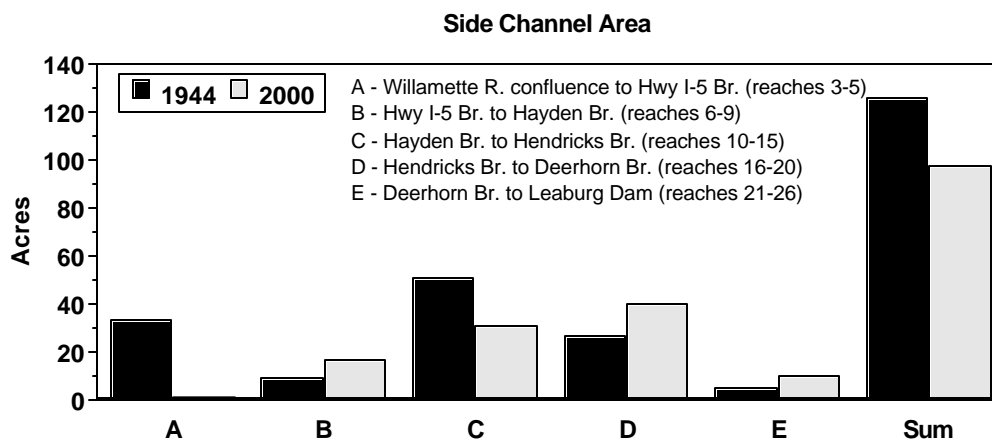 Side Channel Area
140
120
100
80
60
40
20
0
Acres
1944 2000
A - Willamette R. confluence to Hwy I-5 Br. (reaches 3-5)
B - Hwy I-5 Br. to Hayden Br. (reaches 6-9)
C - Hayden Br. to Hendricks Br. (reaches 10-15)
D - Hendricks Br. to Deerhorn Br. (reaches 16-20)
E - Deerhorn Br. to Leaburg Dam (reaches 21-26)
A B C D E Sum